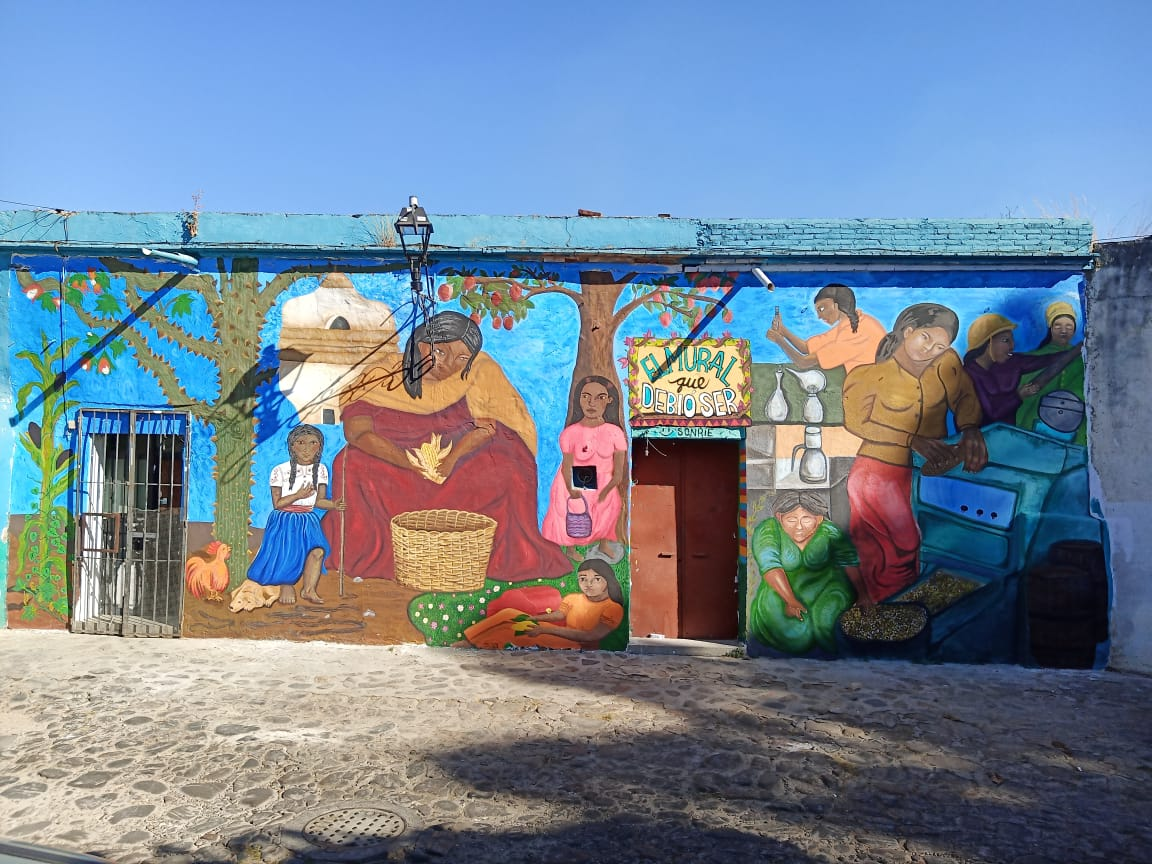 EL MURAL
que
DEBIO SER
SONRIE